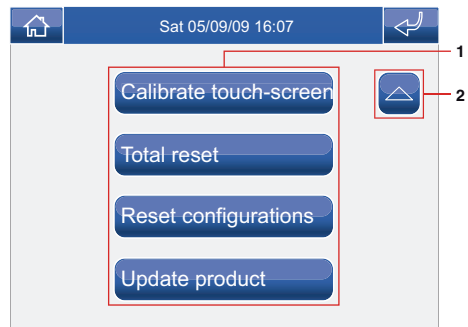 Sat 05/09/09 16:07
1
Calibrate touch-screen
2
Total reset
Reset configurations
Update product